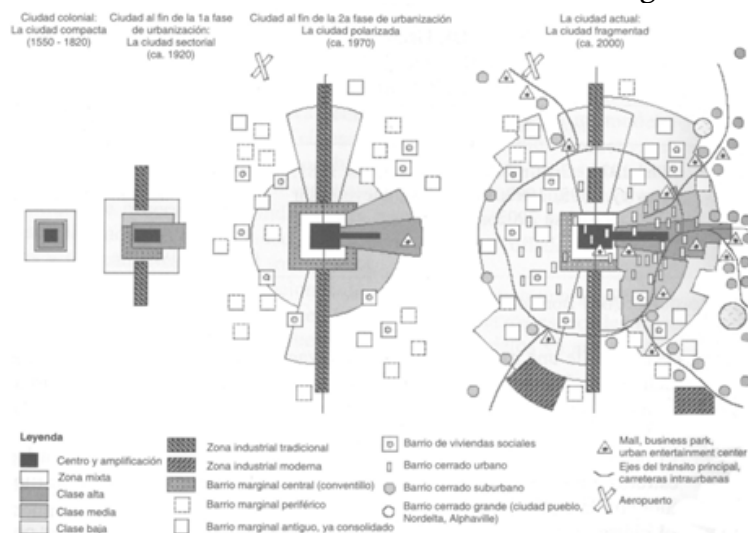 Ciudad colonial:
La ciudad compacta
(1550 - 1820)
Ciudad al fin de la 1a fase
de urbanización:
La ciudad sectorial
(ca. 1920)
Ciudad al fin de la 2a fase de urbanización
La ciudad polarizada
(ca. 1970)
La ciudad actual:
La ciudad fragmentad
(ca. 2000)
Leyenda
Centro y amplificación
Zona mixta
Clase alta
Clase media
Clase baja
Zona industrial tradicional
Zona industrial moderna
Barrio marginal central (conventillo)
Barrio marginal periférico
Barrio marginal antiguo, ya consolidado
Barrio de viviendas sociales
Barrio cerrado urbano
Barrio cerrado suburbano
Barrio cerrado grande (ciudad pueblo,
Nordelta, Alphaville)
Mall, business park,
urban entertainment center
Ejes del tránsito principal,
carreteras intraurbanas
Aeropuerto